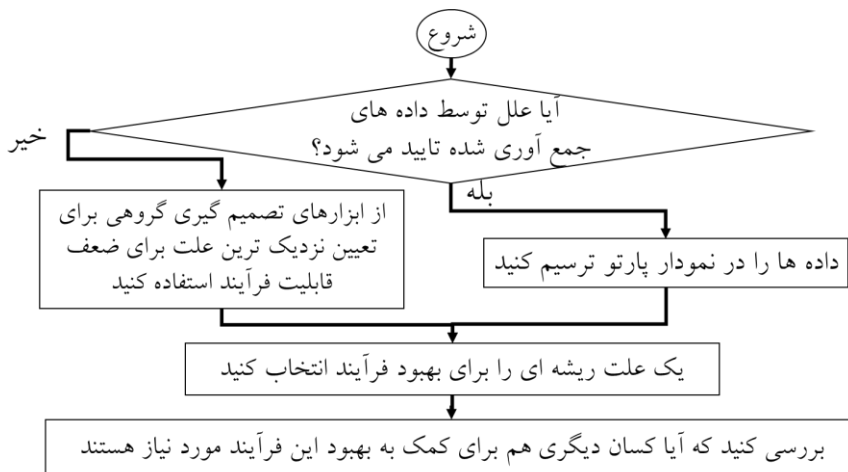 شروع
آیا علل توسط داده های
جمع آوری شده تایید می شود؟
خیر
بله
از ابزارهای تصمیم گیری گروهی برای
تعیین نزدیک ترین علت برای ضعف
قابلیت فرآیند استفاده کنید
داده ها را در نمودار پارتو ترسیم کنید
یک علت ریشه ای را برای بهبود فرآیند انتخاب کنید
بررسی کنید که آیا کسان دیگری هم برای کمک به بهبود این فرآیند مورد نیاز هستند